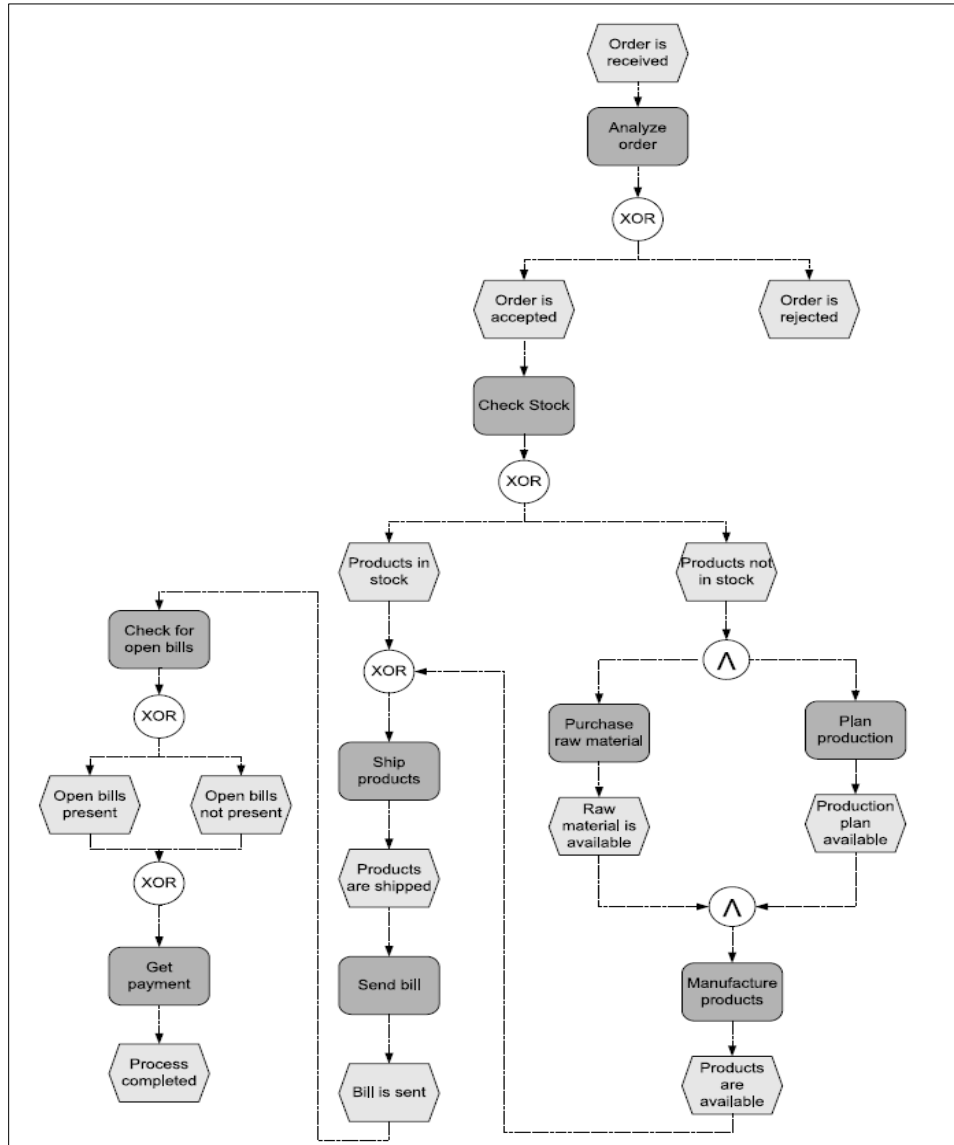 Order is
received
Analyze
order
XOR
Order is
accepted
Order is
rejected
Check Stock
XOR
Products in
stock
Products not
in stock
Check for
open bills
XOR
Λ
XOR
Purchase
raw material
Plan
production
Ship
products
Open bills
present
Open bills
not present
Raw
material is
available
Production
plan
available
XOR
Products
are shipped
Λ
Get
payment
Send bill
Manufacture
products
Process
completed
Bill is sent
Products
are
available